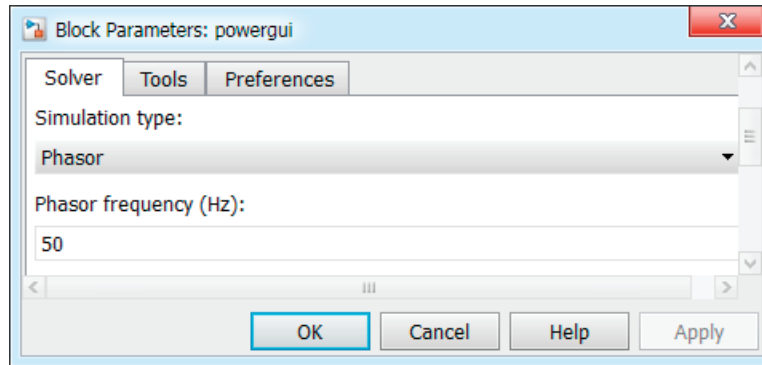 Block Parameters: powergui
Solver Tools Preferences
Simulation type:
Phasor
Phasor frequency (Hz):
50
OK Cancel Help Apply